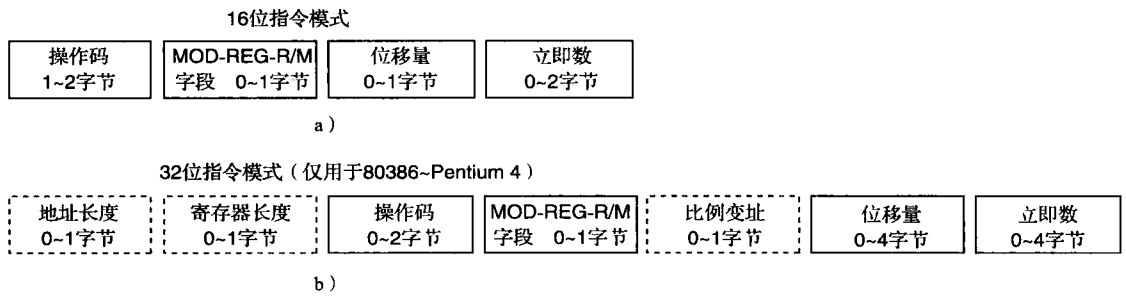 16位指令模式
操作码 MOD-REG-R/M 位移量 立即数
1~2字节 字段 0~1字节 0~1字节 0~2字节
a）
32位指令模式（仅用于80386~Pentium 4）
地址长度 寄存器长度 操作码 MOD-REG-R/M 比例变址 位移量 立即数
0~1字节 0~1字节 0~2字节 字段 0~1字节 0~1字节 0~4字节 0~4字节
b）